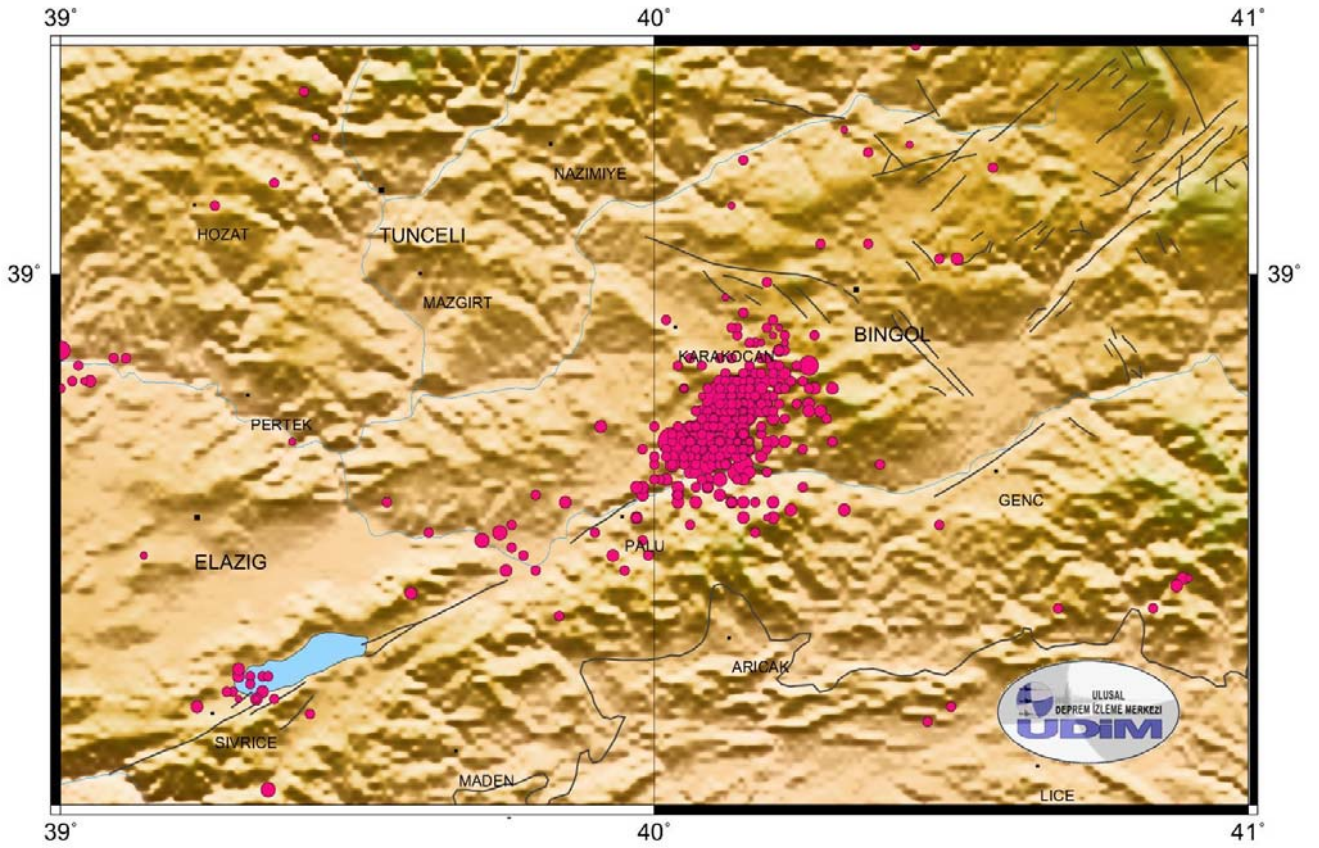 39° 40° 41°
NAZIMIYE
HOZAT
TUNCELI
39° 39°
MAZGIRT
BINGOL
KARAKOCAN
PERTEK
GENC
PALU
ELAZIG
ARICAK
ULUSAL
DEPREM İZLEME MERKEZİ
UDİM
SIVRICE
MADEN
LICE
39° 40° 41°